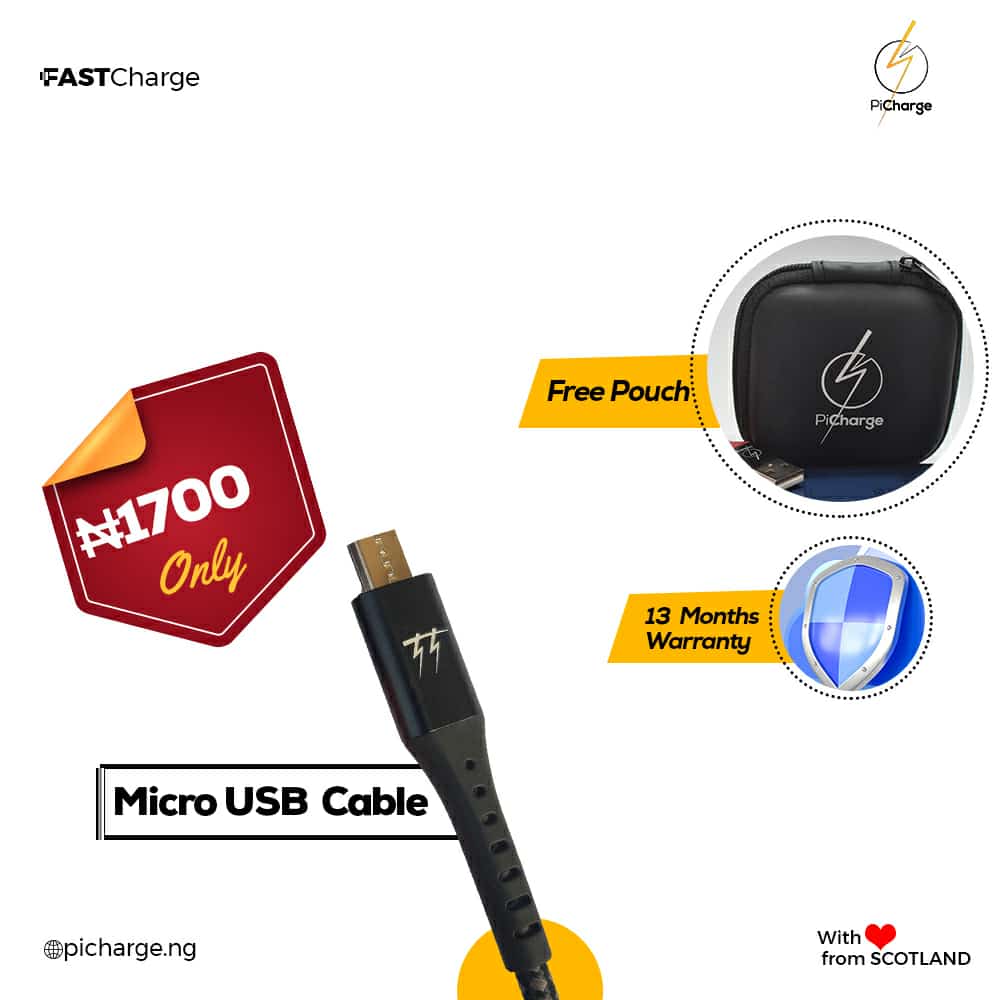 FASTCharge
PiCharge
Free Pouch
PiCharge
₦1700
Only
13 Months
Warranty
Micro USB Cable
picharge.ng
With
from SCOTLAND